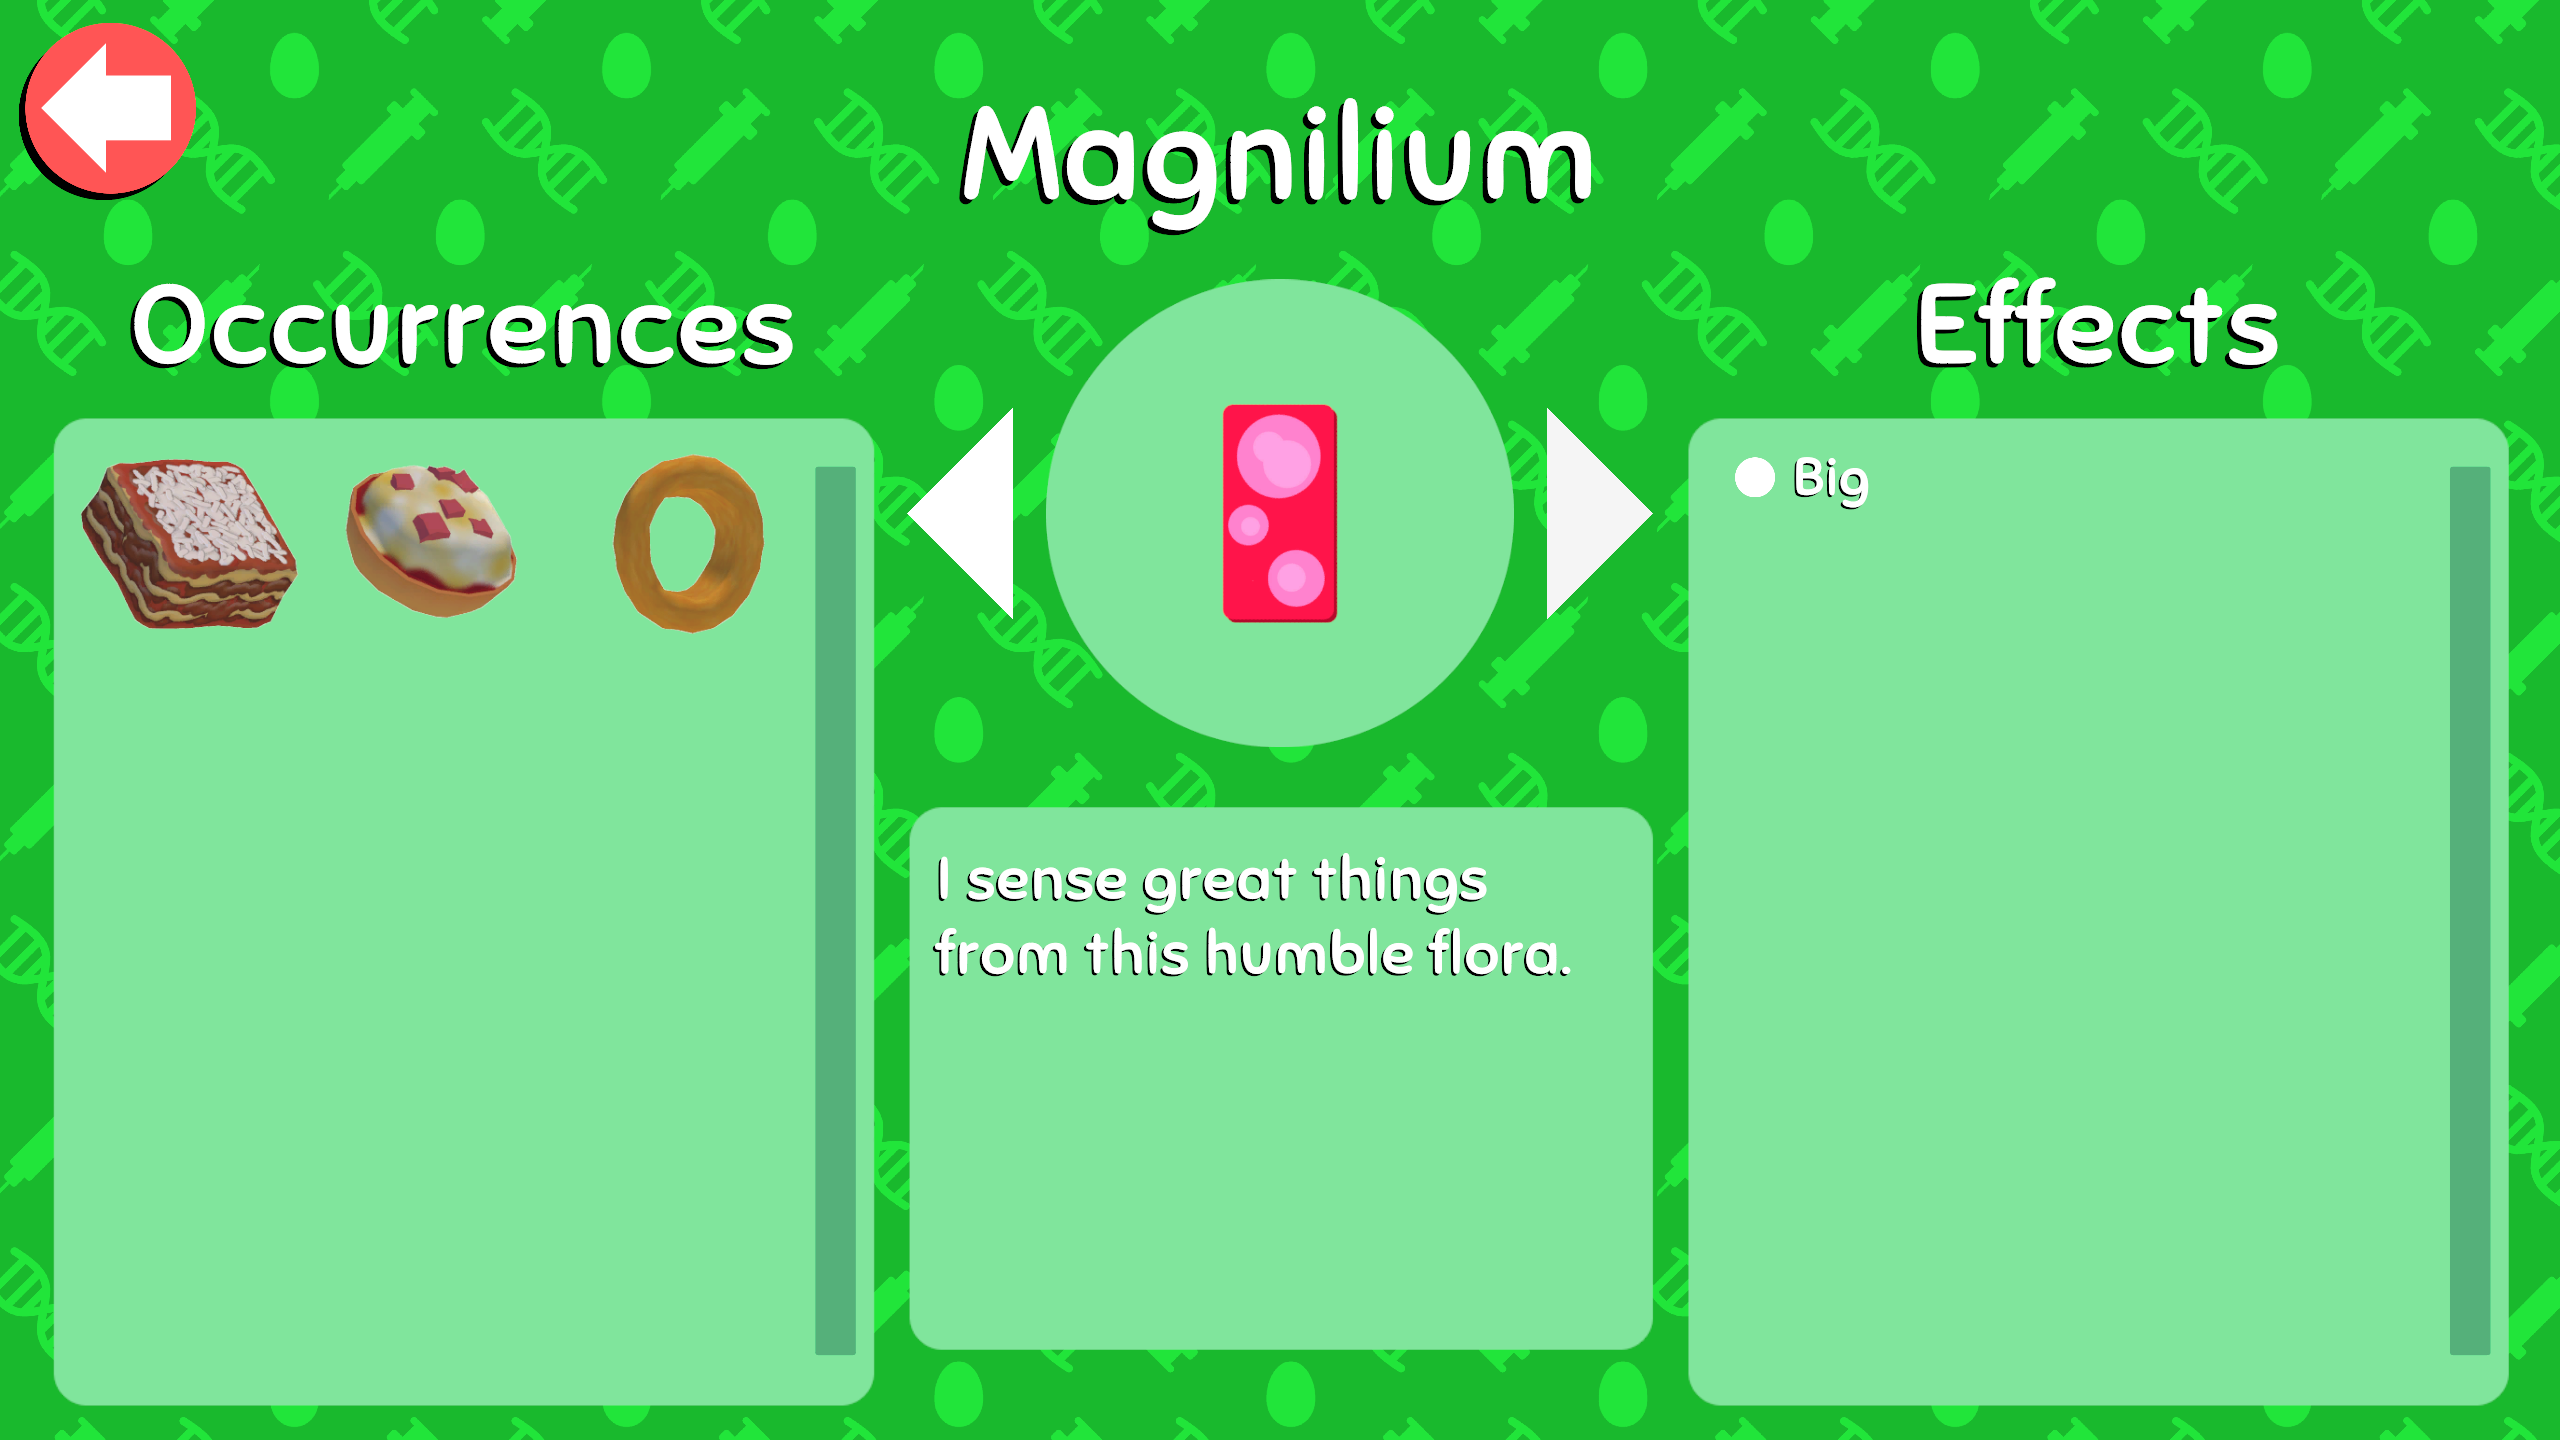 Magnilium
Occurrences
Effects
Big
I sense great things
from this humble flora.